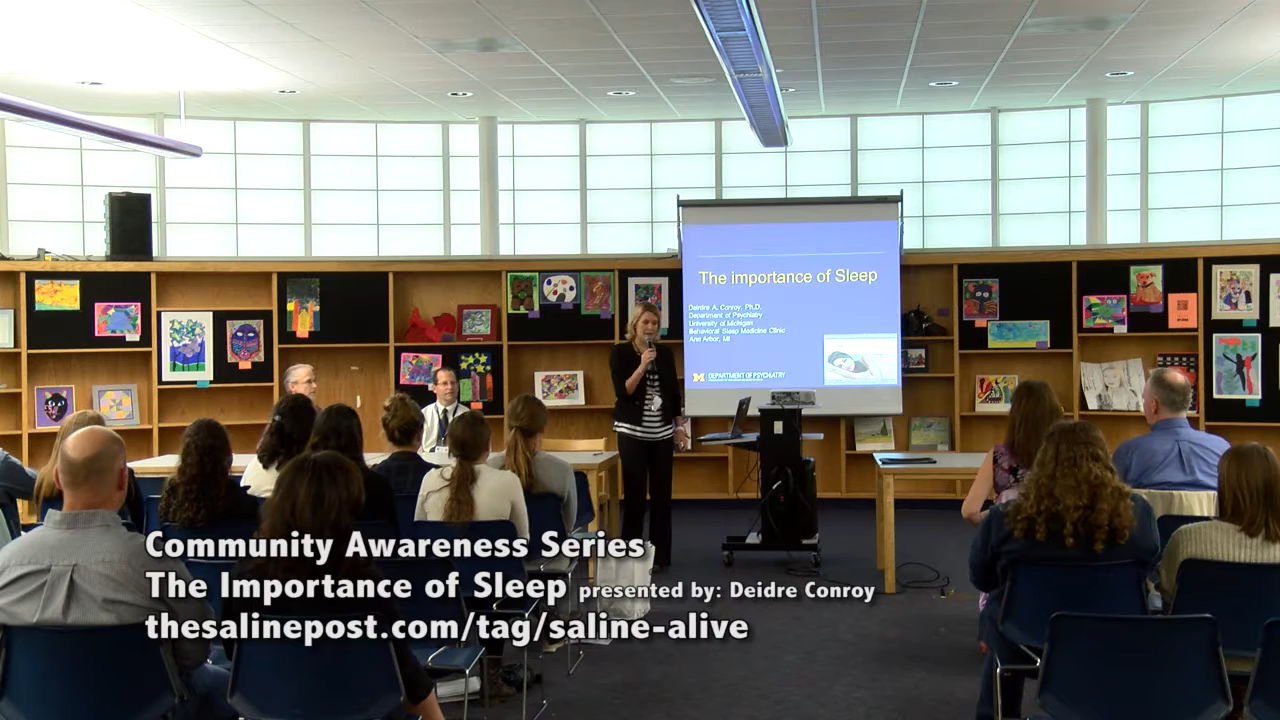 The importance of Sleep
Deirdre A. Conroy, Ph.D.
Department of Psychiatry
University of Michigan
Behavioral Sleep Medicine Clinic
Ann Arbor, MI
M DEPARTMENT OF PSYCHIATRY
Community Awareness Series
The Importance of Sleep presented by: Deidre Conroy
thesalinepost.com/tag/saline-alive